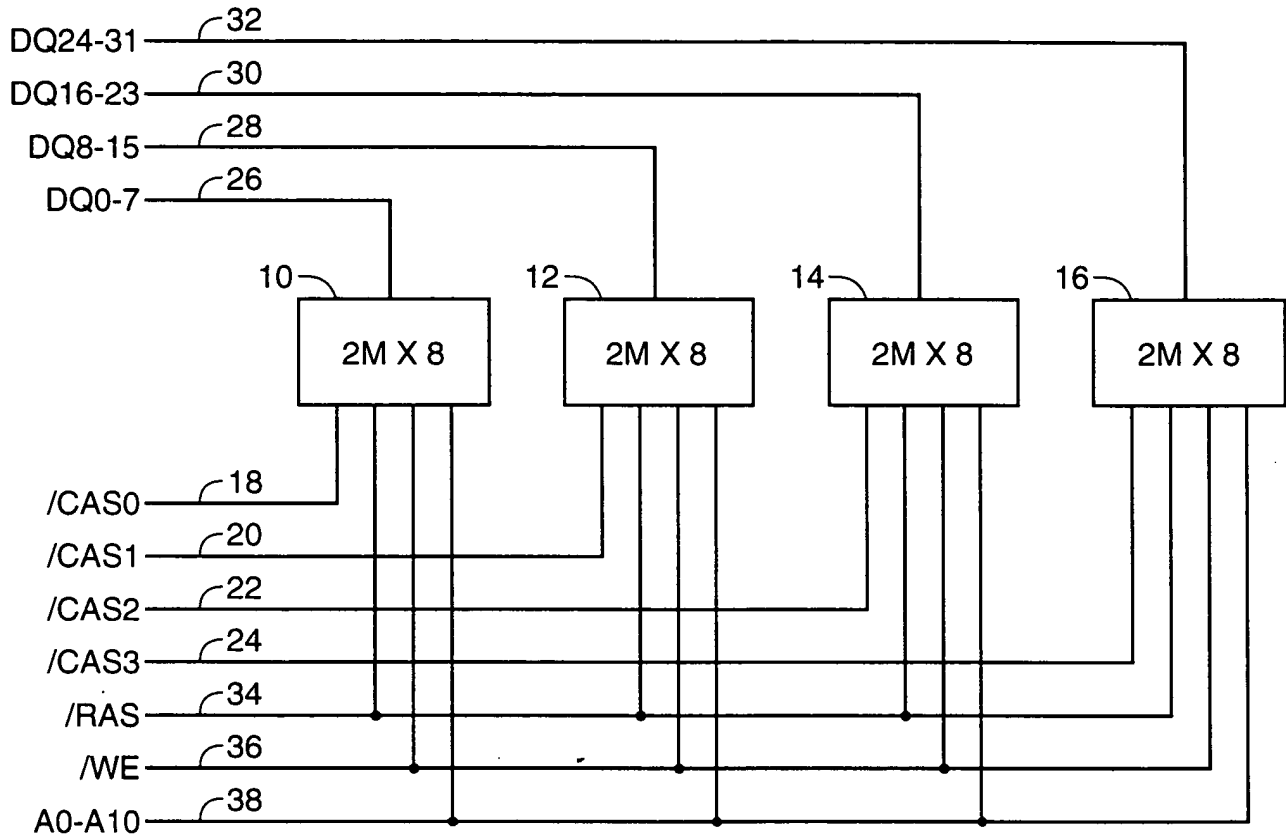 DQ24-31 32
DQ16-23 30
DQ8-15 28
DQ0-7 26
10 12 14 16
2M X 8 2M X 8 2M X 8 2M X 8
/CAS0 18
/CAS1 20
/CAS2 22
/CAS3 24
/RAS 34
/WE 36
A0-A10 38